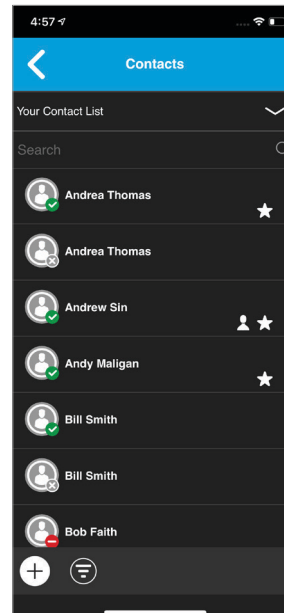 4:57
Contacts
Your Contact List
Search
Andrea Thomas
Andrea Thomas
Andrew Sin
Andy Maligan
Bill Smith
Bill Smith
Bob Faith